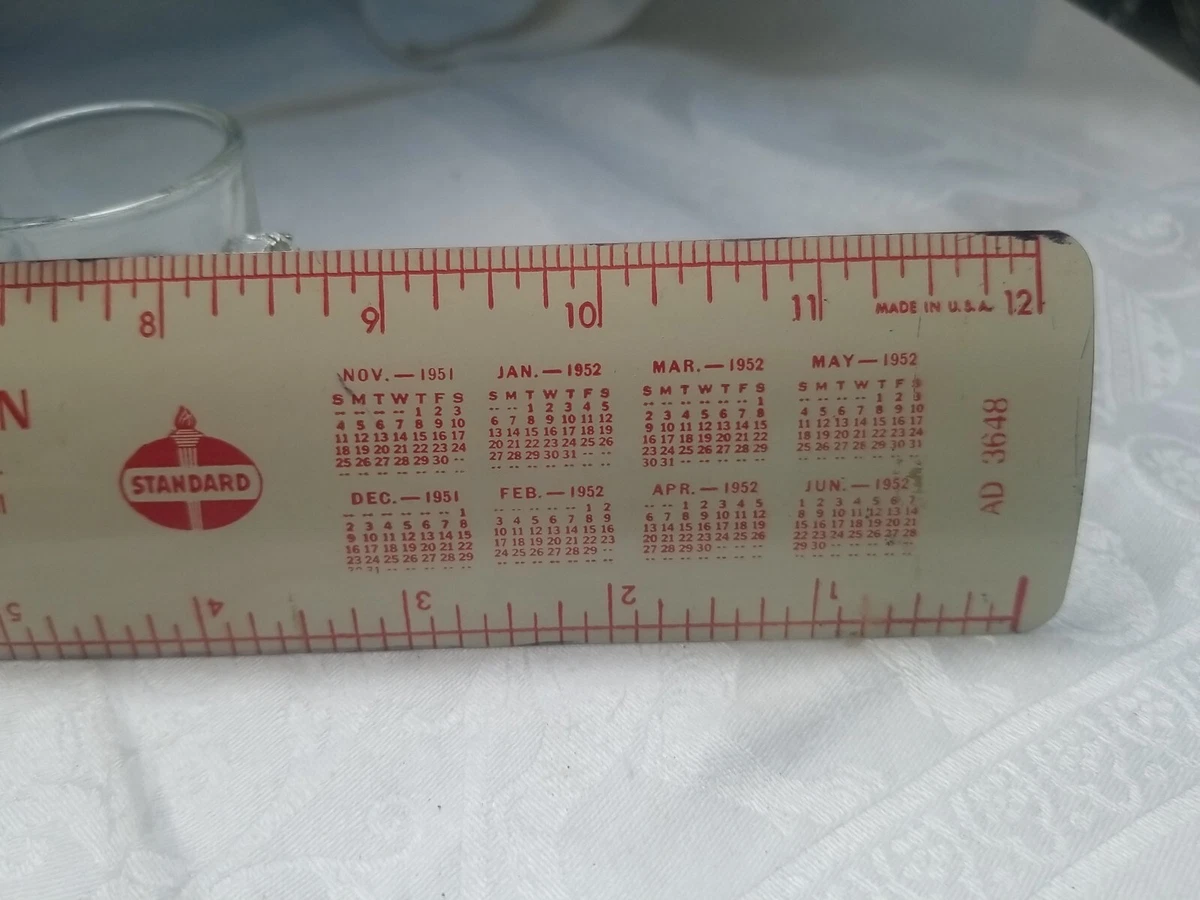 8 9 10 11 12
MADE IN U.S.A.
N
STANDARD
NOV. — 1951
S M T W T F S
-- -- -- -- 1 2 3
4 5 6 7 8 9 10
11 12 13 14 15 16 17
18 19 20 21 22 23 24
25 26 27 28 29 30 --
-- -- -- -- -- -- --
JAN. — 1952
S M T W T F S
-- -- 1 2 3 4 5
6 7 8 9 10 11 12
13 14 15 16 17 18 19
20 21 22 23 24 25 26
27 28 29 30 31 -- --
-- -- -- -- -- -- --
MAR. — 1952
S M T W T F S
-- -- -- -- -- -- 1
2 3 4 5 6 7 8
9 10 11 12 13 14 15
16 17 18 19 20 21 22
23 24 25 26 27 28 29
30 31 -- -- -- -- --
MAY — 1952
S M T W T F S
-- -- -- -- 1 2 3
4 5 6 7 8 9 10
11 12 13 14 15 16 17
18 19 20 21 22 23 24
25 26 27 28 29 30 31
-- -- -- -- -- -- --
DEC. — 1951
-- -- -- -- -- -- 1
2 3 4 5 6 7 8
9 10 11 12 13 14 15
16 17 18 19 20 21 22
23 24 25 26 27 28 29
30 31 -- -- -- -- --
FEB. — 1952
-- -- -- -- -- 1 2
3 4 5 6 7 8 9
10 11 12 13 14 15 16
17 18 19 20 21 22 23
24 25 26 27 28 29 --
-- -- -- -- -- -- --
APR. — 1952
-- -- 1 2 3 4 5
6 7 8 9 10 11 12
13 14 15 16 17 18 19
20 21 22 23 24 25 26
27 28 29 30 -- -- --
-- -- -- -- -- -- --
JUN. — 1952
1 2 3 4 5 6 7
8 9 10 11 12 13 14
15 16 17 18 19 20 21
22 23 24 25 26 27 28
29 30 -- -- -- -- --
-- -- -- -- -- -- --
AD 3648
5 4 3 2 1